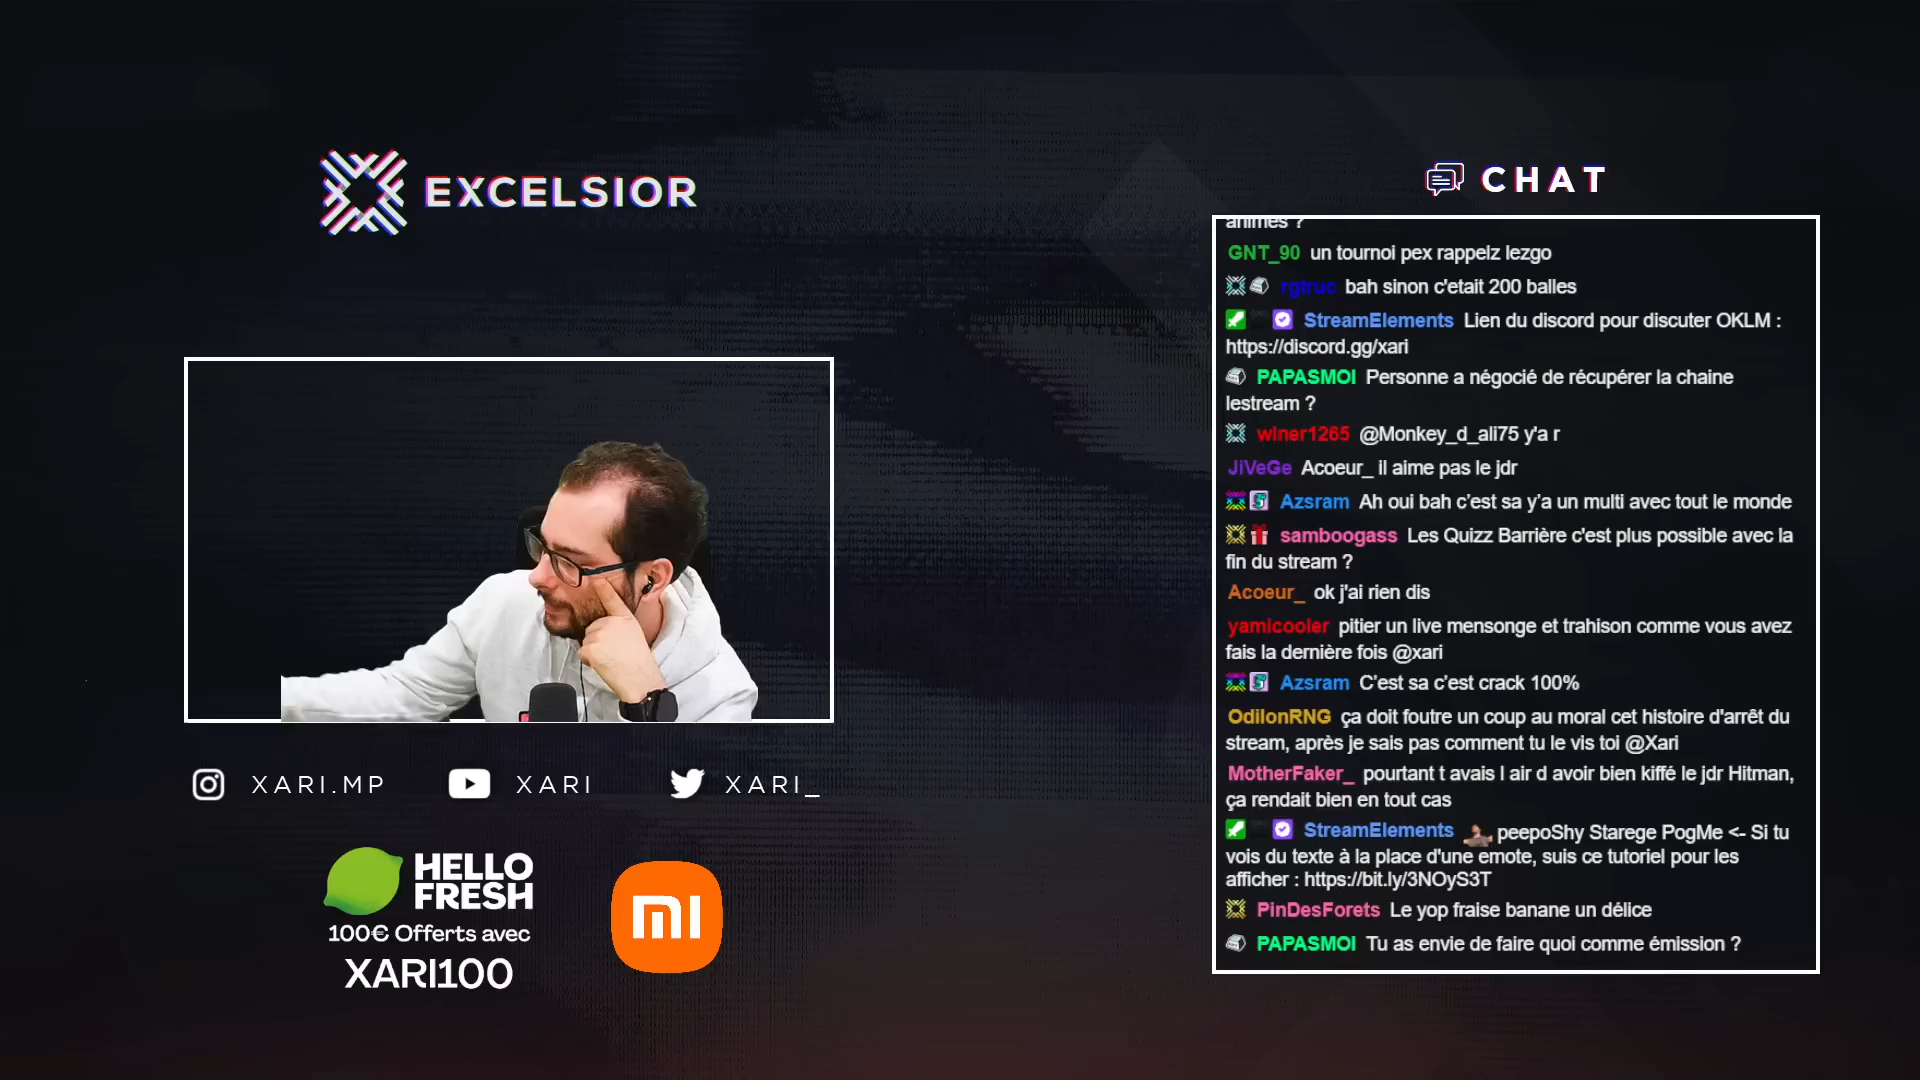 EXCELSIOR
CHAT
animés ?
GNT_90 un tournoi pex rappelz lezgo
rgtruc bah sinon c'etait 200 balles
StreamElements Lien du discord pour discuter OKLM :
https://discord.gg/xari
PAPASMOI Personne a négocié de récupérer la chaine
lestream ?
winer1265 @Monkey_d_ali75 y'a r
JiVeGe Acoeur_ il aime pas le jdr
Azsram Ah oui bah c'est sa y'a un multi avec tout le monde
samboogass Les Quizz Barrière c'est plus possible avec la
fin du stream ?
Acoeur_ ok j'ai rien dis
yamicooler pitier un live mensonge et trahison comme vous avez
fais la dernière fois @xari
Azsram C'est sa c'est crack 100%
OdilonRNG ça doit foutre un coup au moral cet histoire d'arrêt du
stream, après je sais pas comment tu le vis toi @Xari
MotherFaker_ pourtant t avais l air d avoir bien kiffé le jdr Hitman,
ça rendait bien en tout cas
StreamElements peepoShy Starege PogMe <- Si tu
vois du texte à la place d'une emote, suis ce tutoriel pour les
afficher : https://bit.ly/3NOyS3T
PinDesForets Le yop fraise banane un délice
PAPASMOI Tu as envie de faire quoi comme émission ?
XARI.MP XARI XARI_
HELLO
FRESH
100€ Offerts avec
XARI100
MI